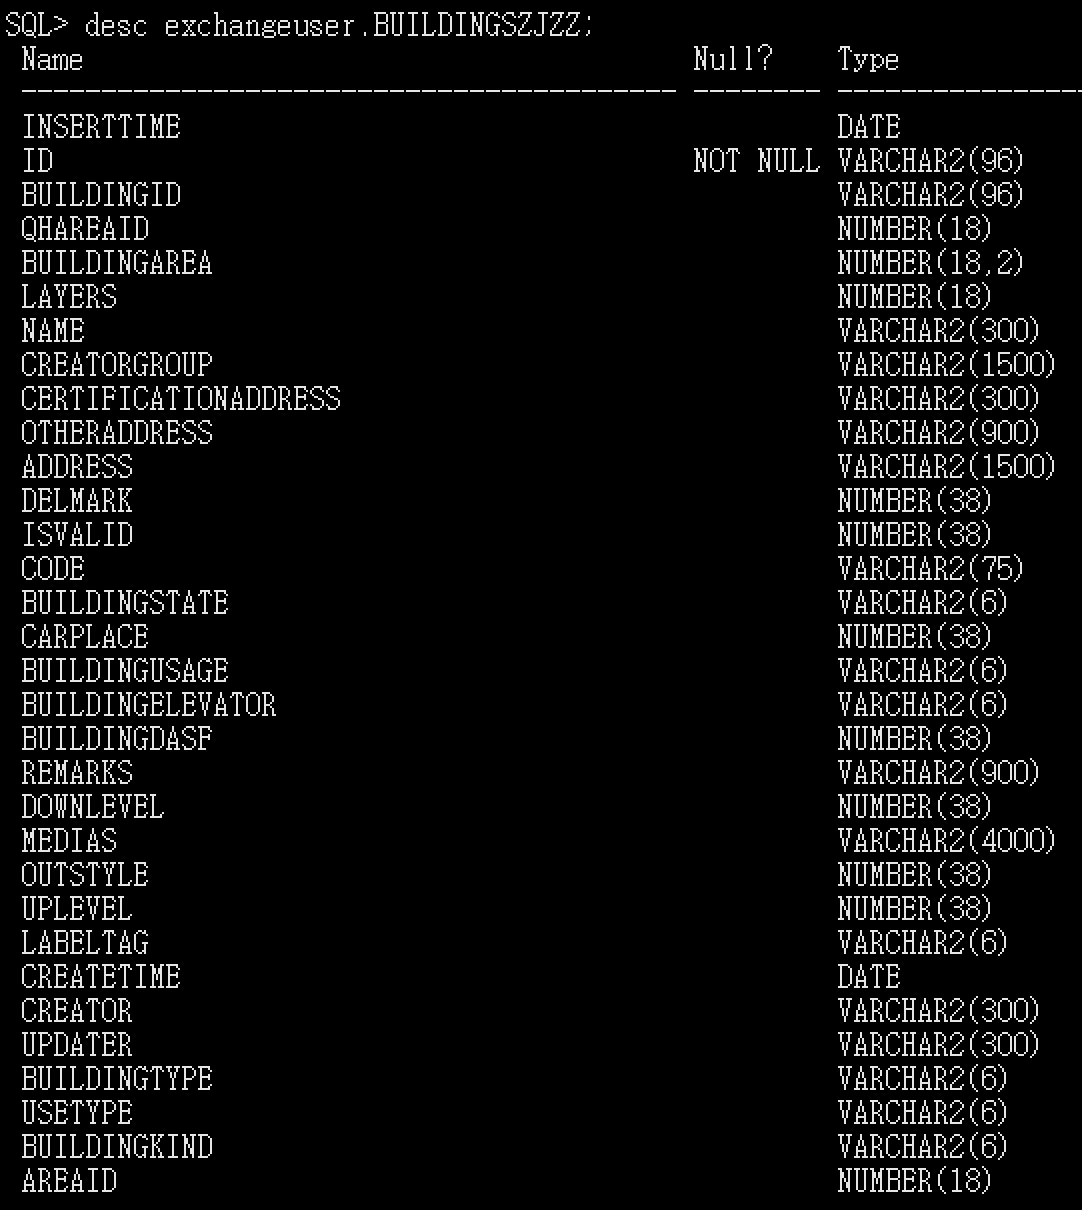 SQL> desc exchangeuser.BUILDINGSZJZZ;
Name Null? Type
----------------------------------------- -------- ----------------
INSERTTIME DATE
ID NOT NULL VARCHAR2(96)
BUILDINGID VARCHAR2(96)
QHAREAID NUMBER(18)
BUILDINGAREA NUMBER(18,2)
LAYERS NUMBER(18)
NAME VARCHAR2(300)
CREATORGROUP VARCHAR2(1500)
CERTIFICATIONADDRESS VARCHAR2(300)
OTHERADDRESS VARCHAR2(900)
ADDRESS VARCHAR2(1500)
DELMARK NUMBER(38)
ISVALID NUMBER(38)
CODE VARCHAR2(75)
BUILDINGSTATE VARCHAR2(6)
CARPLACE NUMBER(38)
BUILDINGUSAGE VARCHAR2(6)
BUILDINGELEVATOR VARCHAR2(6)
BUILDINGDASF NUMBER(38)
REMARKS VARCHAR2(900)
DOWNLEVEL NUMBER(38)
MEDIAS VARCHAR2(4000)
OUTSTYLE NUMBER(38)
UPLEVEL NUMBER(38)
LABELTAG VARCHAR2(6)
CREATETIME DATE
CREATOR VARCHAR2(300)
UPDATER VARCHAR2(300)
BUILDINGTYPE VARCHAR2(6)
USETYPE VARCHAR2(6)
BUILDINGKIND VARCHAR2(6)
AREAID NUMBER(18)